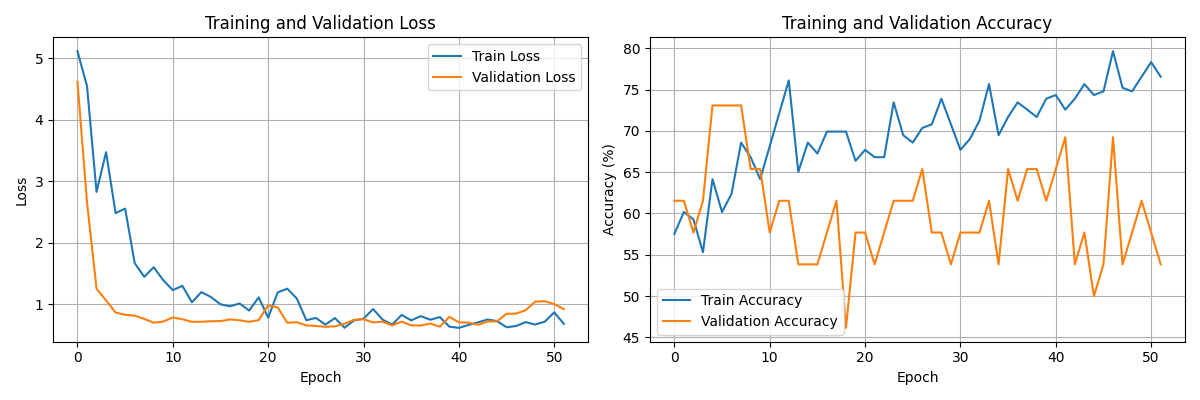 Training and Validation Loss
Train Loss
Validation Loss
5
4
3
2
1
0 10 20 30 40 50
Loss
Epoch
Training and Validation Accuracy
80
75
70
65
60
55
50
45
Accuracy (%)
Train Accuracy
Validation Accuracy
0 10 20 30 40 50
Epoch